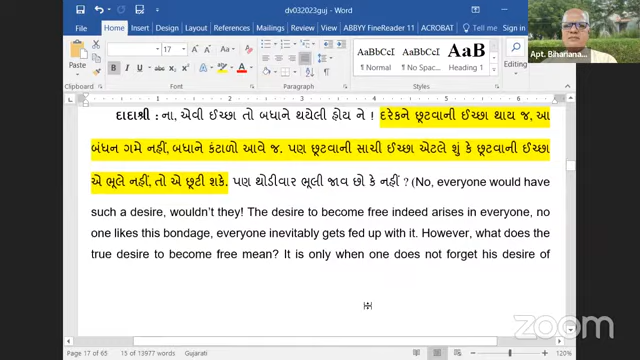 dv032023guj - Word
File
Home
Insert
Design
Layout
References
Mailings
Review
View
ABBYY FineReader 11
ACROBAT
Tell me...
Sign in
Share
Paste
Clipboard
17
Font
Paragraph
AaBbCcI AaBbCcI AaBb
¶ Normal ¶ No Spac... Heading 1
Styles
Editing
Apt. Bihariana...
દાદાશ્રી : ના, એવી ઈચ્છા તો બધાને થયેલી હોય ને ! દરેકને છૂટવાની ઈચ્છા થાય જ, આ
બંધન ગમે નહીં, બધાને કંટાળો આવે જ. પણ છૂટવાની સાચી ઈચ્છા એટલે શું કે છૂટવાની ઈચ્છા
એ ભૂલે નહીં, તો એ છૂટી શકે. પણ થોડીવાર ભૂલી જાવ છો કે નહીં ? (No, everyone would have
such a desire, wouldn't they! The desire to become free indeed arises in everyone, no
one likes this bondage, everyone inevitably gets fed up with it. However, what does the
true desire to become free mean? It is only when one does not forget his desire of
Page 17 of 65 15 of 13977 words Gujarati
120%
zoom